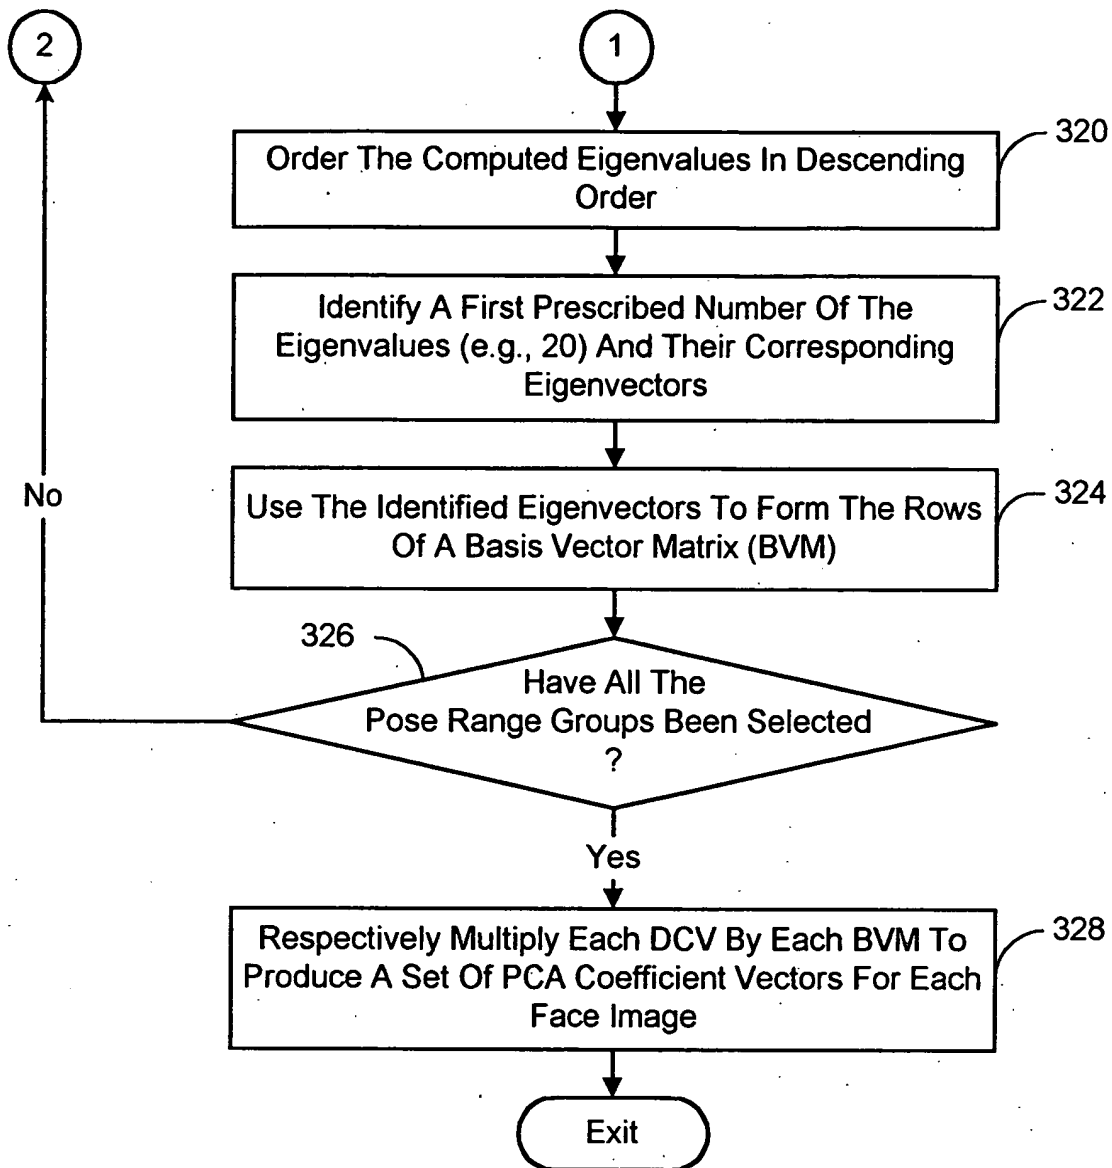 2
1
320
Order The Computed Eigenvalues In Descending
Order
322
Identify A First Prescribed Number Of The
Eigenvalues (e.g., 20) And Their Corresponding
Eigenvectors
324
Use The Identified Eigenvectors To Form The Rows
Of A Basis Vector Matrix (BVM)
No
326
Have All The
Pose Range Groups Been Selected
?
Yes
328
Respectively Multiply Each DCV By Each BVM To
Produce A Set Of PCA Coefficient Vectors For Each
Face Image
Exit